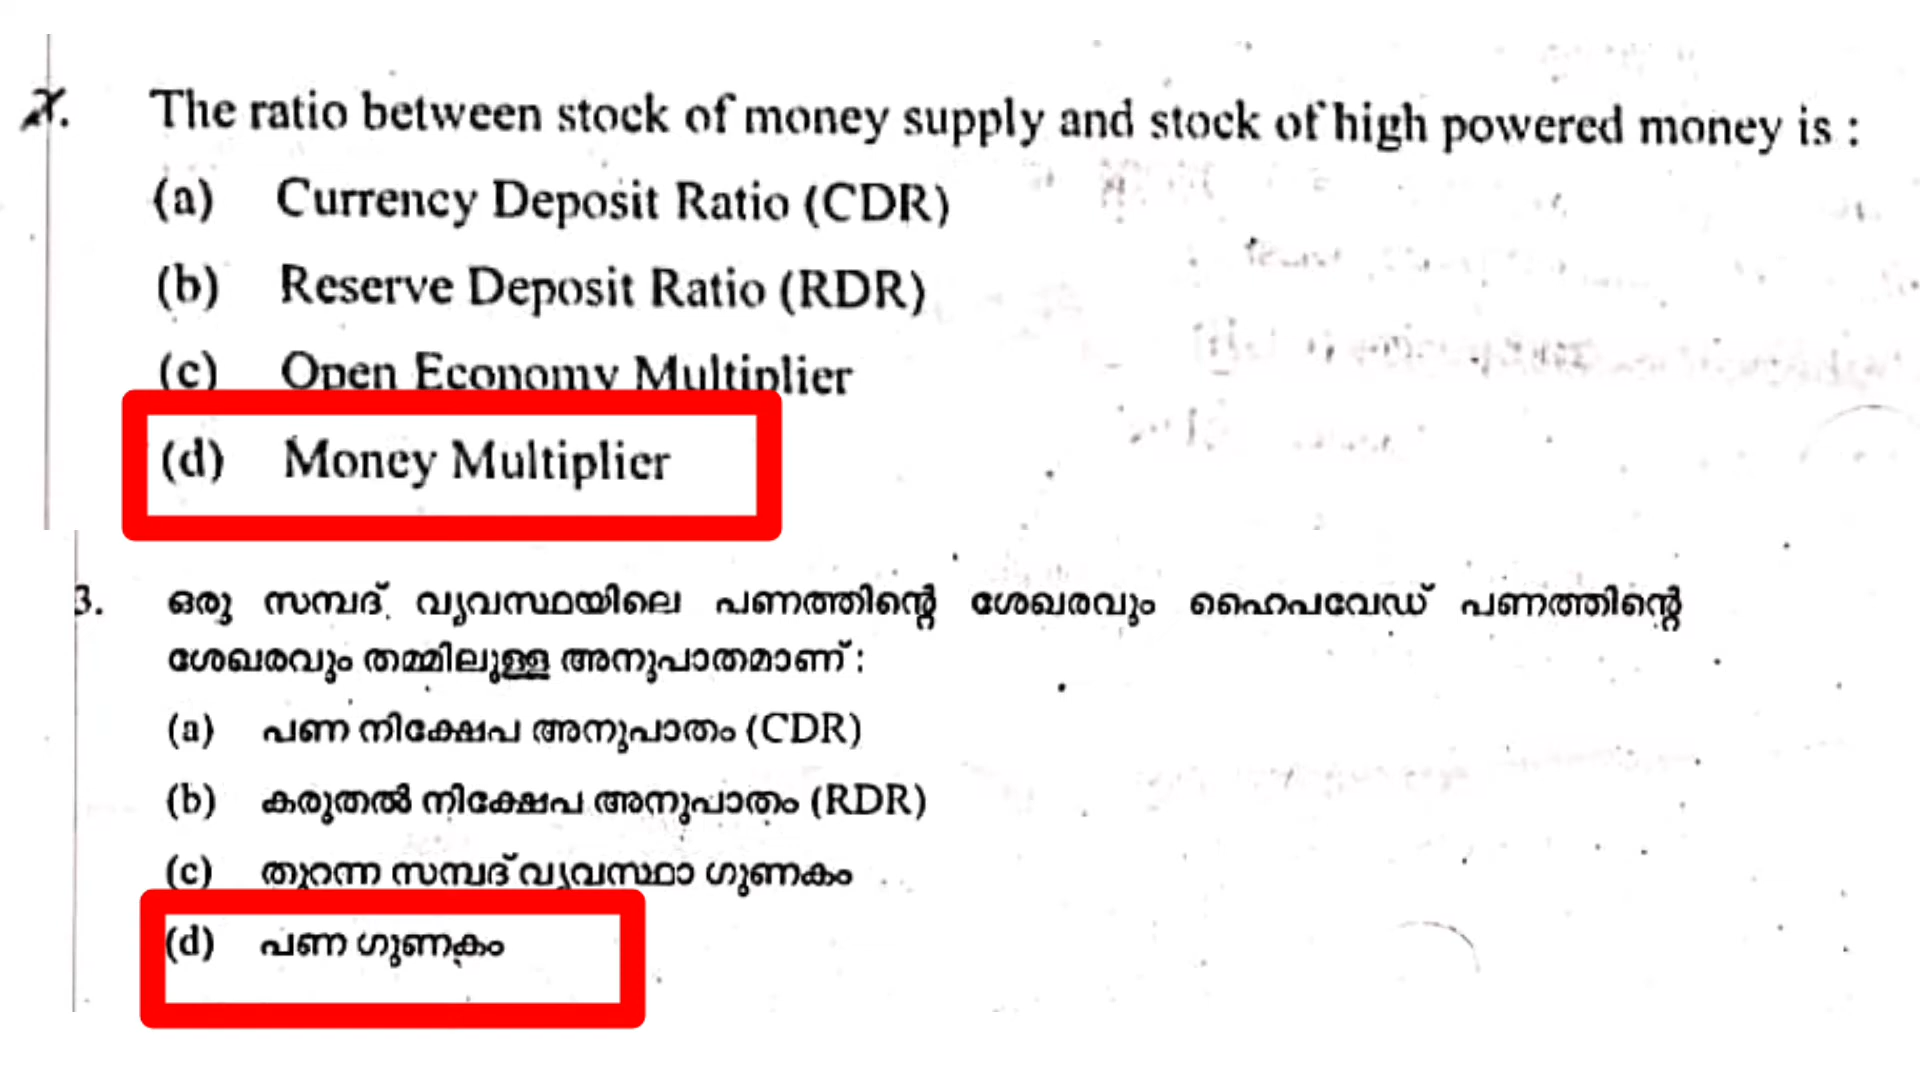 The ratio between stock of money supply and stock of high powered money is :
(a) Currency Deposit Ratio (CDR)
(b) Reserve Deposit Ratio (RDR)
(c) Open Economy Multiplier
(d) Money Multiplier
3. ഒരു സമ്പദ് വ്യവസ്ഥയിലെ പണത്തിന്റെ ശേഖരവും ഹൈപവേഡ് പണത്തിന്റെ
ശേഖരവും തമ്മിലുള്ള അനുപാതമാണ് :
(a) പണ നിക്ഷേപ അനുപാതം (CDR)
(b) കരുതൽ നിക്ഷേപ അനുപാതം (RDR)
(c) തുറന്ന സമ്പദ് വ്യവസ്ഥാ ഗുണകം
(d) പണ ഗുണകം